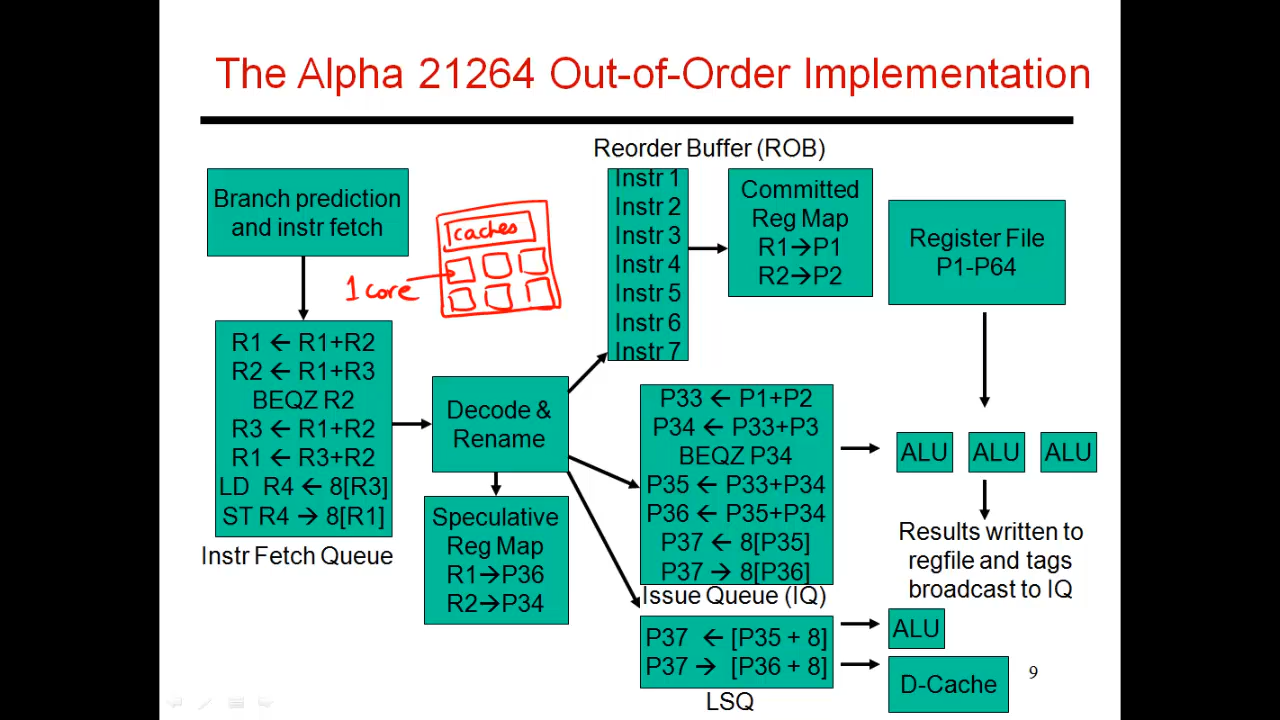 The Alpha 21264 Out-of-Order Implementation
Reorder Buffer (ROB)
Branch prediction
and instr fetch
caches
1 core
Instr 1
Instr 2
Instr 3
Instr 4
Instr 5
Instr 6
Instr 7
Committed
Reg Map
R1→P1
R2→P2
Register File
P1-P64
R1 ← R1+R2
R2 ← R1+R3
BEQZ R2
R3 ← R1+R2
R1 ← R3+R2
LD R4 ← 8[R3]
ST R4 → 8[R1]
Instr Fetch Queue
Decode &
Rename
Speculative
Reg Map
R1→P36
R2→P34
P33 ← P1+P2
P34 ← P33+P3
BEQZ P34
P35 ← P33+P34
P36 ← P35+P34
P37 ← 8[P35]
P37 → 8[P36]
Issue Queue (IQ)
ALU ALU ALU
Results written to
regfile and tags
broadcast to IQ
P37 ← [P35 + 8]
P37 → [P36 + 8]
LSQ
ALU
D-Cache
9